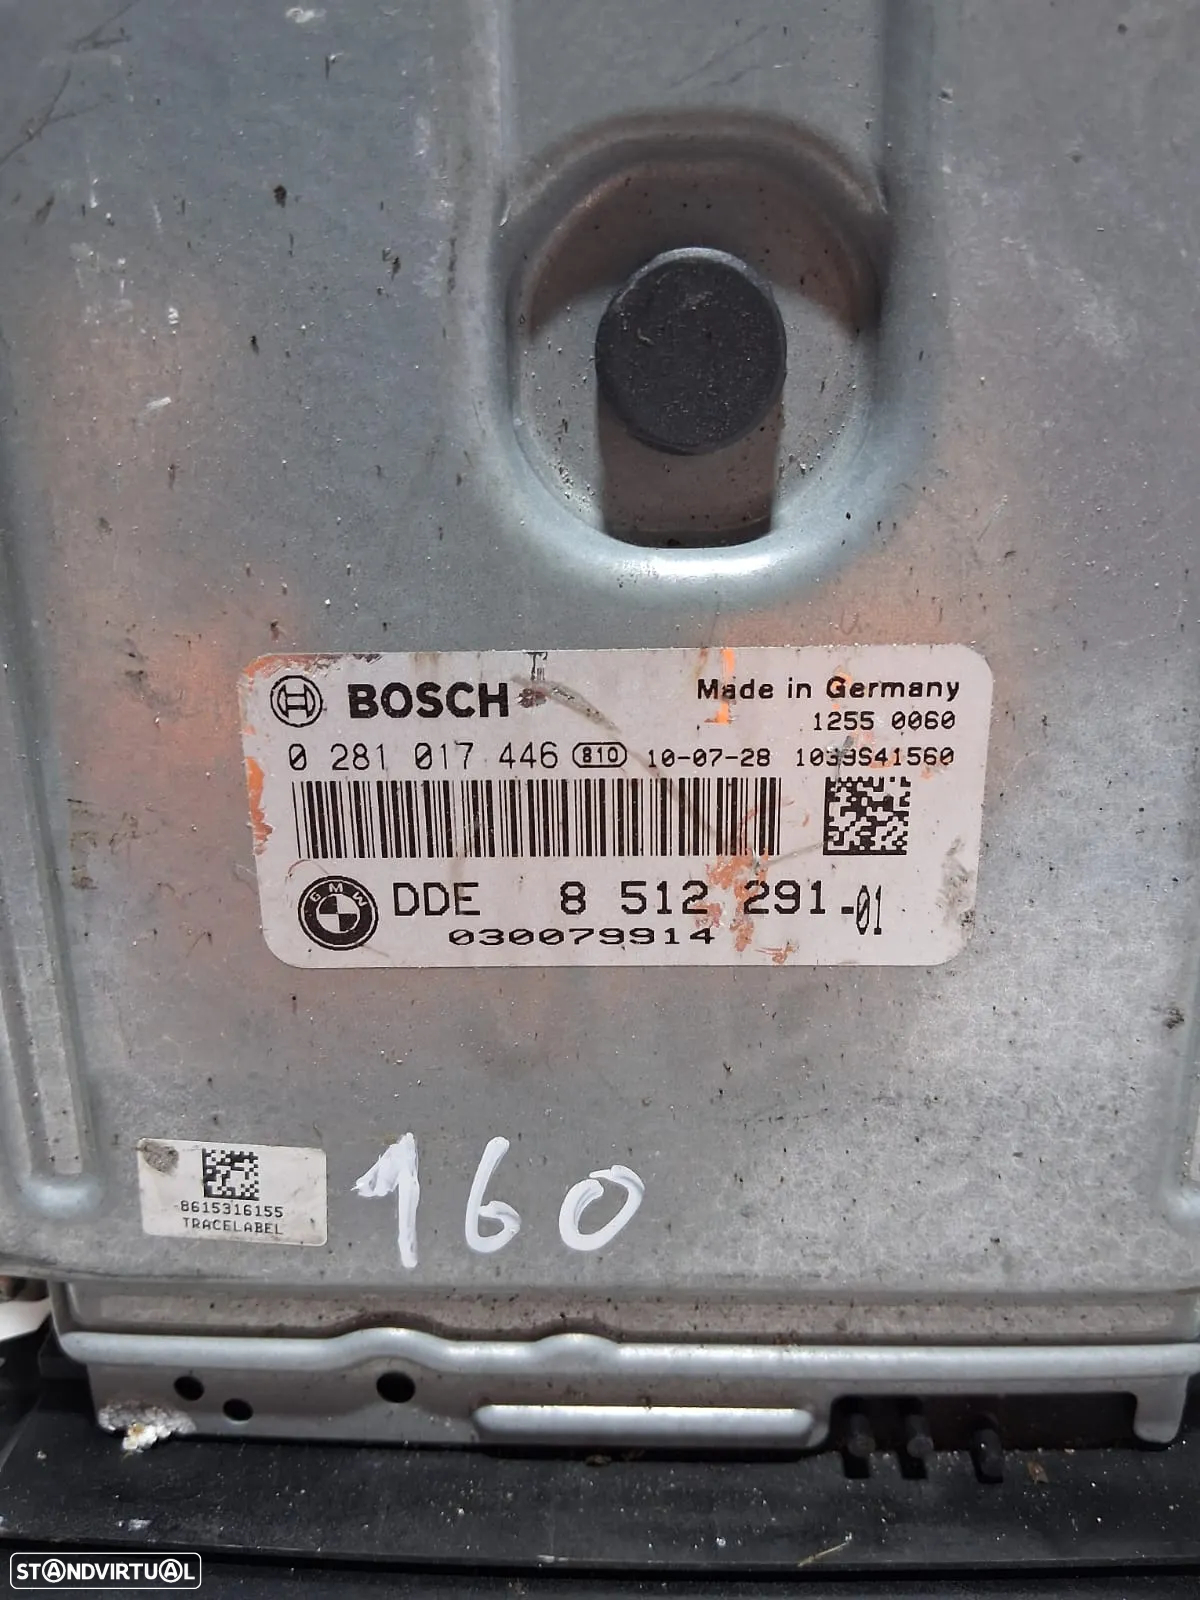 BOSCH
Made in Germany
1255 0060
0 281 017 446 810 10-07-28 1039S41560
BMW DDE 8 512 291-01
030079914
8615316155
TRACELABEL
160
STANDVIRTUAL